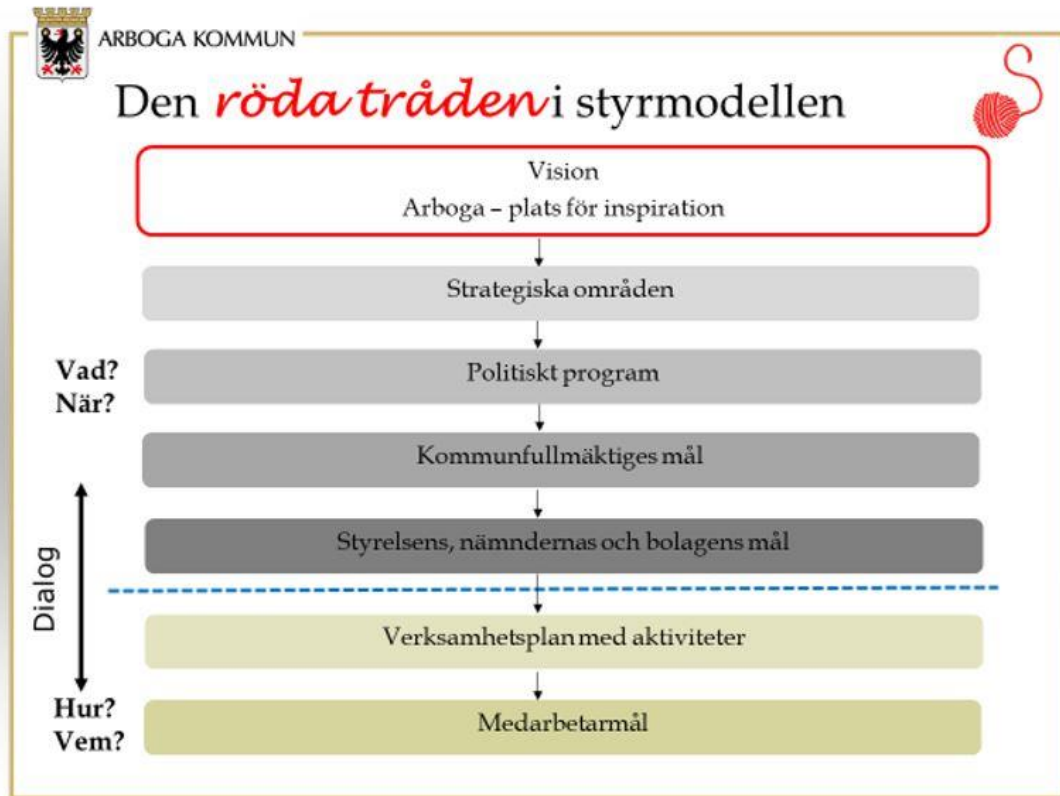 ARBOGA KOMMUN
Den röda tråden i styrmodellen
Vision
Arboga – plats för inspiration
Strategiska områden
Vad?
När?
Politiskt program
Kommunfullmäktiges mål
Styrelsens, nämndernas och bolagens mål
Dialog
Verksamhetsplan med aktiviteter
Hur?
Vem?
Medarbetarmål